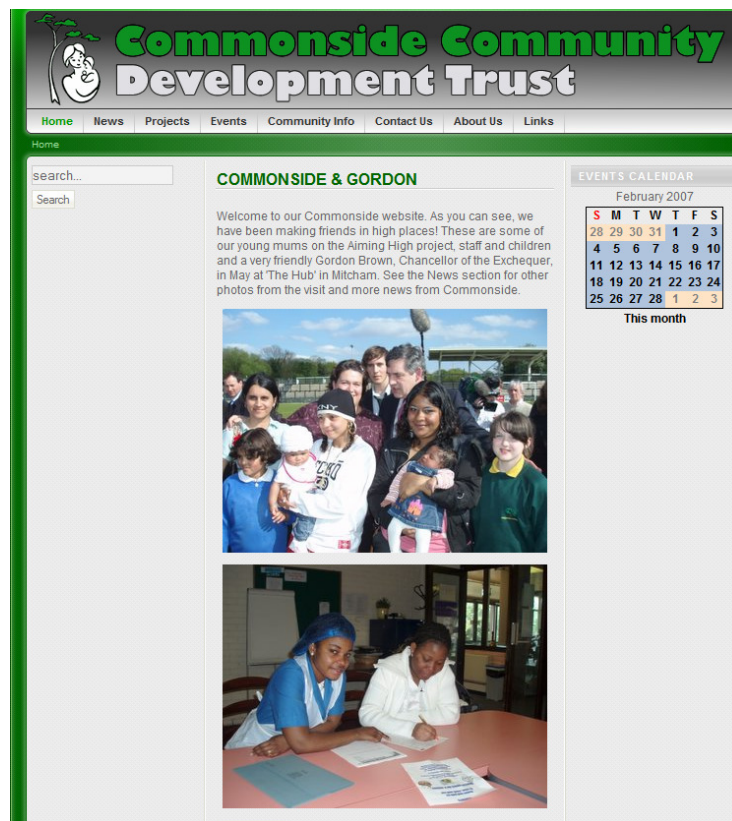 Commonside Community
Development Trust
Home News Projects Events Community Info Contact Us About Us Links
Home
search...
Search
COMMONSIDE & GORDON
Welcome to our Commonside website. As you can see, we
have been making friends in high places! These are some of
our young mums on the Aiming High project, staff and children
and a very friendly Gordon Brown, Chancellor of the Exchequer,
in May at 'The Hub' in Mitcham. See the News section for other
photos from the visit and more news from Commonside.
EVENTS CALENDAR
February 2007
S M T W T F S
28 29 30 31 1 2 3
4 5 6 7 8 9 10
11 12 13 14 15 16 17
18 19 20 21 22 23 24
25 26 27 28 1 2 3
This month